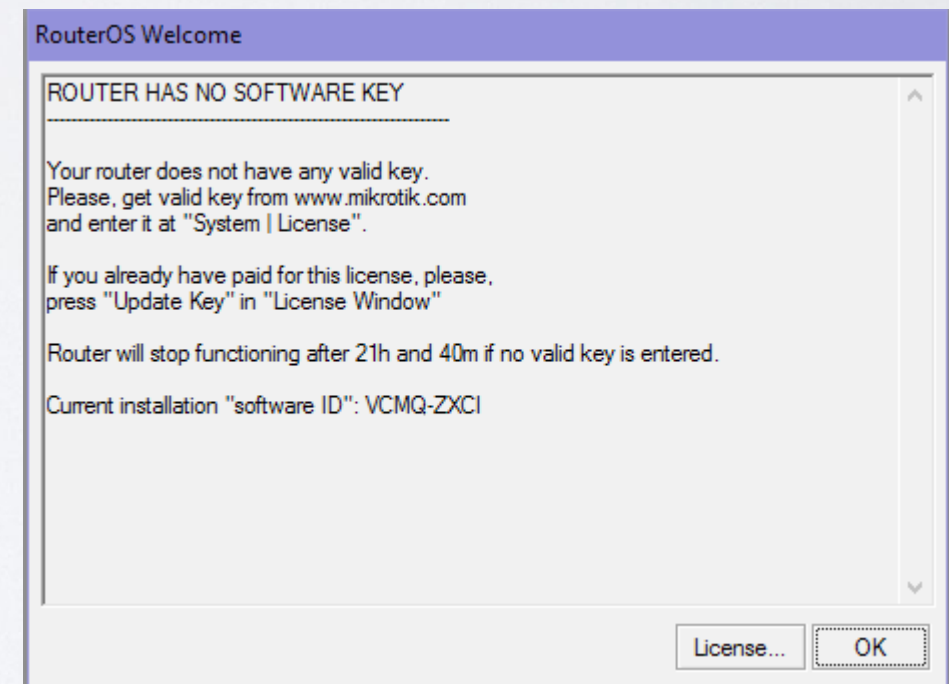 RouterOS Welcome
ROUTER HAS NO SOFTWARE KEY
-------------------------------------------------------------------
Your router does not have any valid key.
Please, get valid key from www.mikrotik.com
and enter it at "System | License".
If you already have paid for this license, please,
press "Update Key" in "License Window"
Router will stop functioning after 21h and 40m if no valid key is entered.
Current installation "software ID": VCMQ-ZXCI
License...
OK